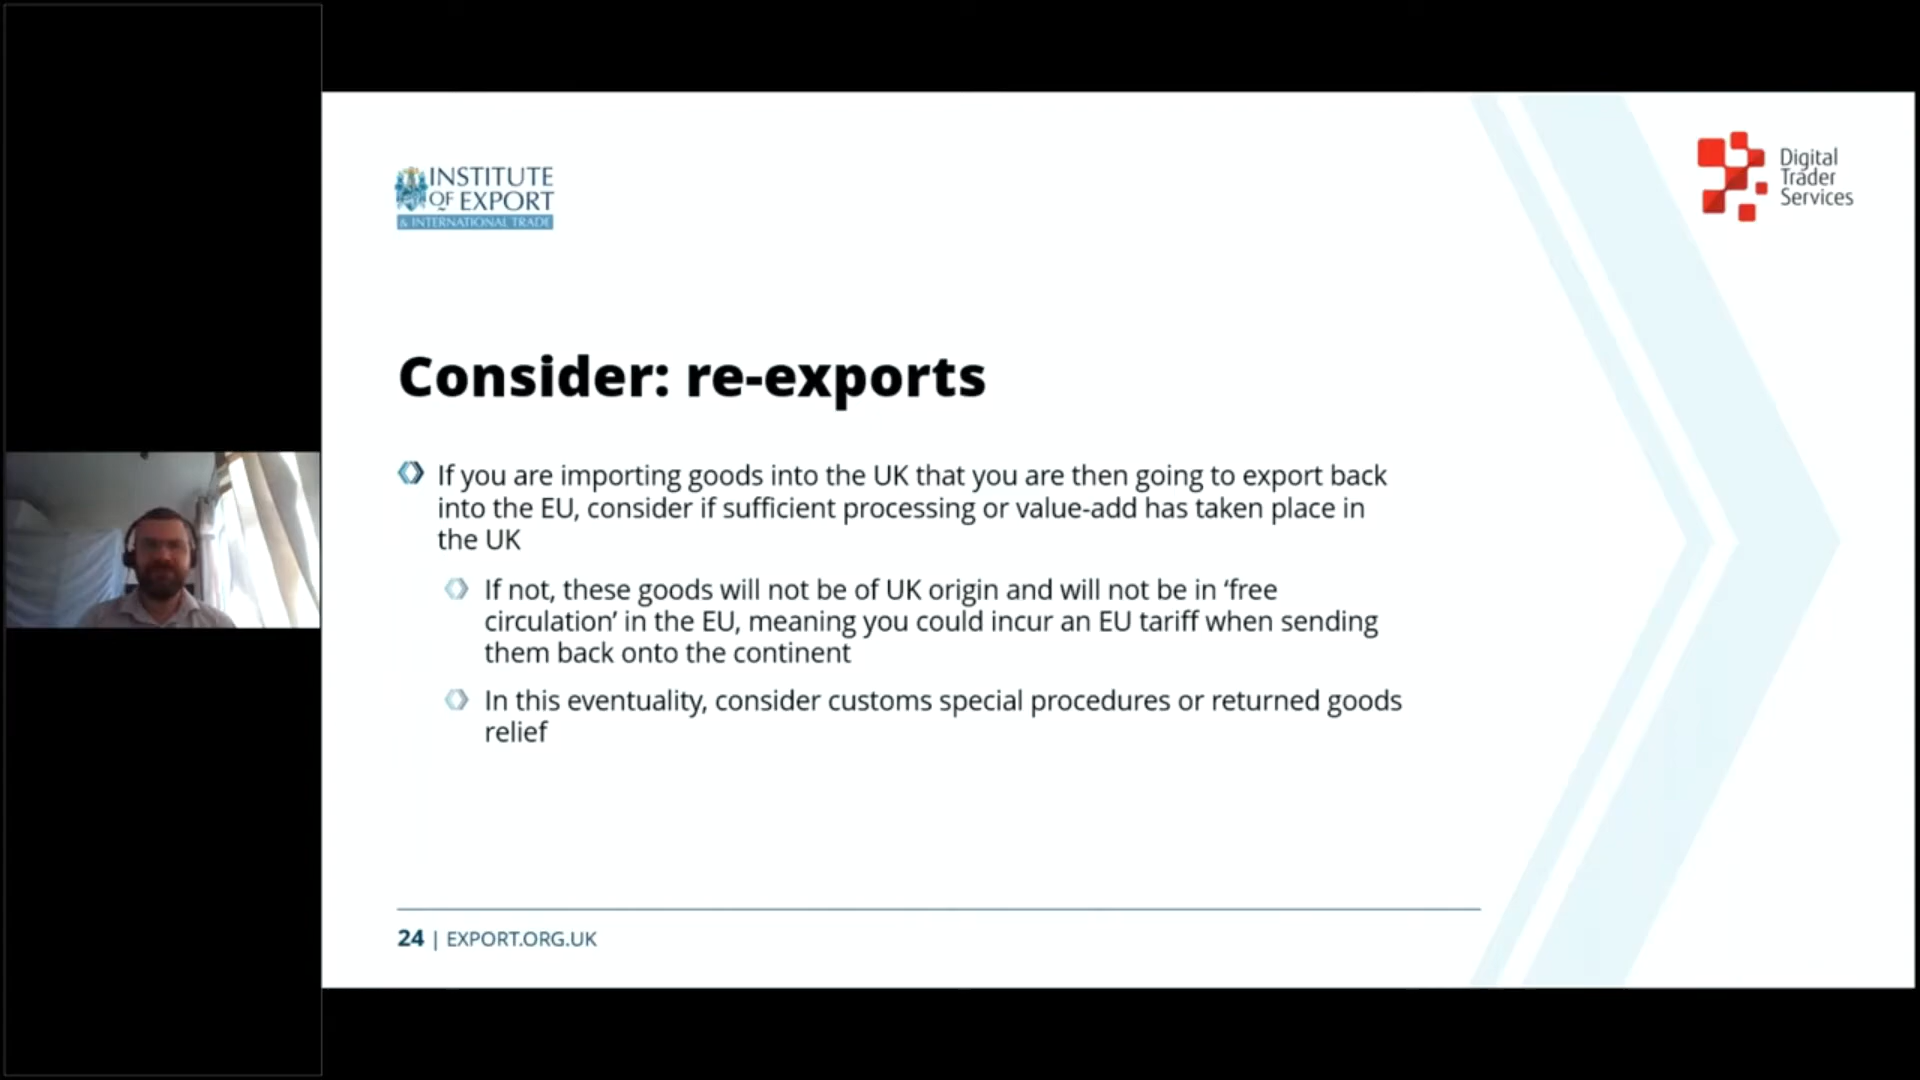 INSTITUTE
OF EXPORT
& INTERNATIONAL TRADE
Digital
Trader
Services
Consider: re-exports
If you are importing goods into the UK that you are then going to export back
into the EU, consider if sufficient processing or value-add has taken place in
the UK
If not, these goods will not be of UK origin and will not be in ‘free
circulation’ in the EU, meaning you could incur an EU tariff when sending
them back onto the continent
In this eventuality, consider customs special procedures or returned goods
relief
24 | EXPORT.ORG.UK